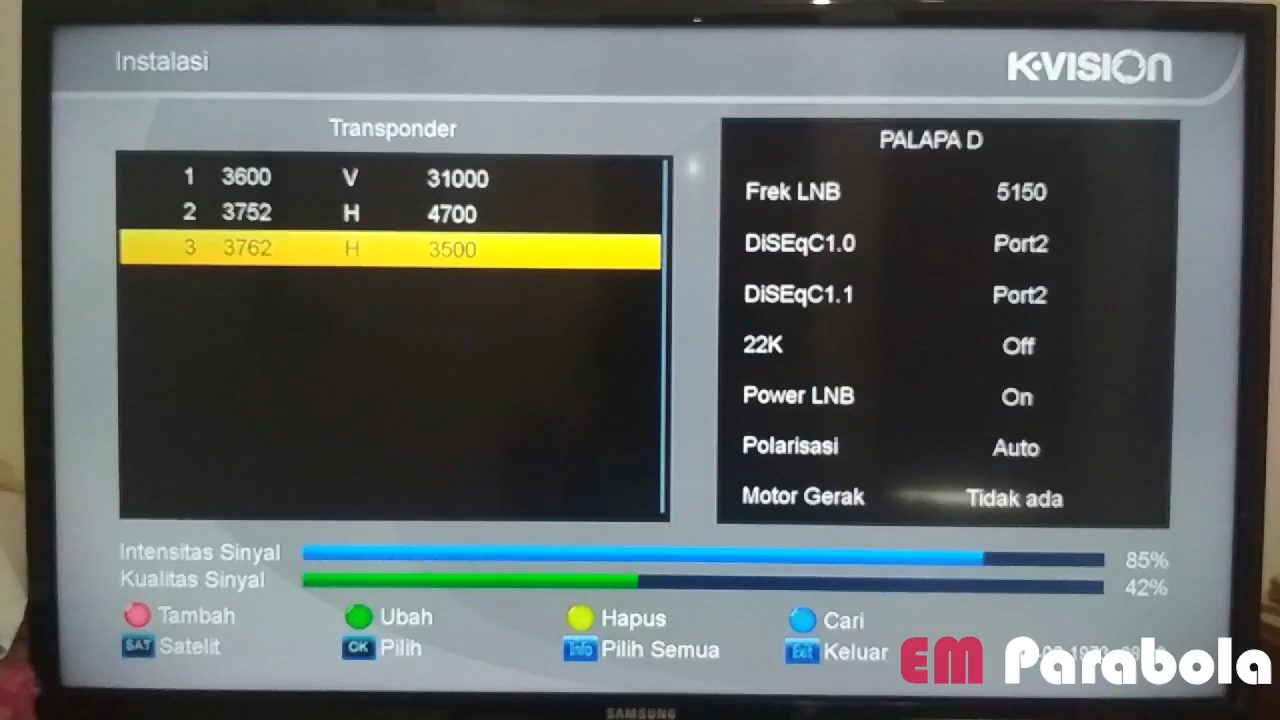 Instalasi
K-VISION
Transponder
1 3600 V 31000
2 3752 H 4700
3 3762 H 3500
PALAPA D
Frek LNB 5150
DiSEqC1.0 Port2
DiSEqC1.1 Port2
22K Off
Power LNB On
Polarisasi Auto
Motor Gerak Tidak ada
Intensitas Sinyal 85%
Kualitas Sinyal 42%
Tambah Ubah Hapus Cari
SAT Satelit OK Pilih Info Pilih Semua Exit Keluar
EM Parabola
SAMSUNG